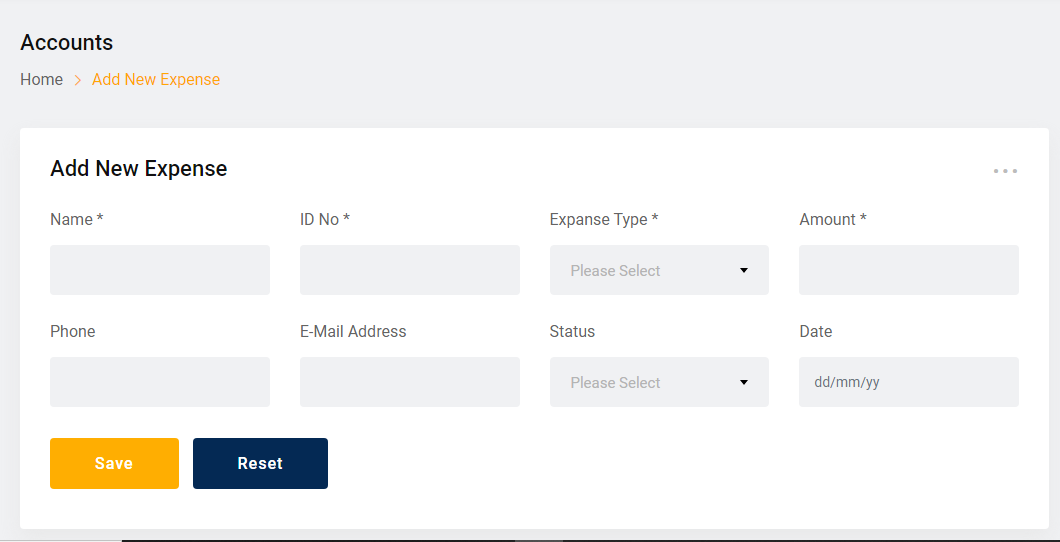 Accounts
Home > Add New Expense
Add New Expense
Name * ID No * Expanse Type * Amount *
Please Select
Phone E-Mail Address Status Date
Please Select dd/mm/yy
Save Reset